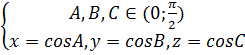 A, B, C ∈ (0; π/2)
x = cosA, y = cosB, z = cosC